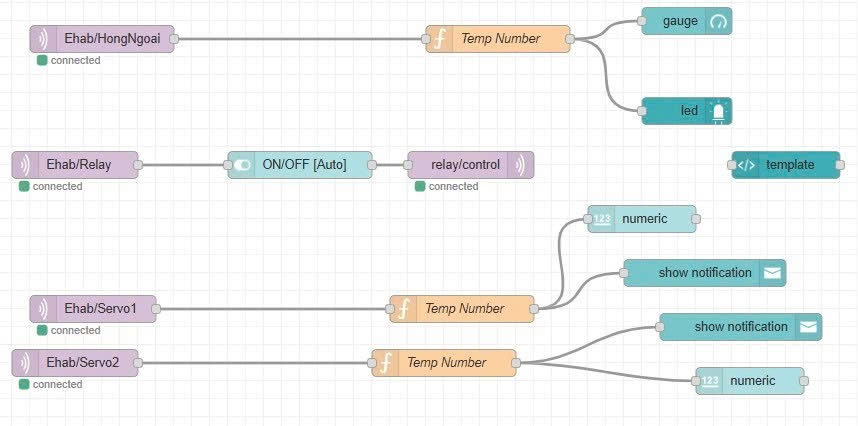 Ehab/HongNgoai
connected
Temp Number
gauge
led
Ehab/Relay
connected
ON/OFF [Auto]
relay/control
connected
</> template
123 numeric
show notification
Ehab/Servo1
connected
Temp Number
show notification
Ehab/Servo2
connected
Temp Number
123 numeric